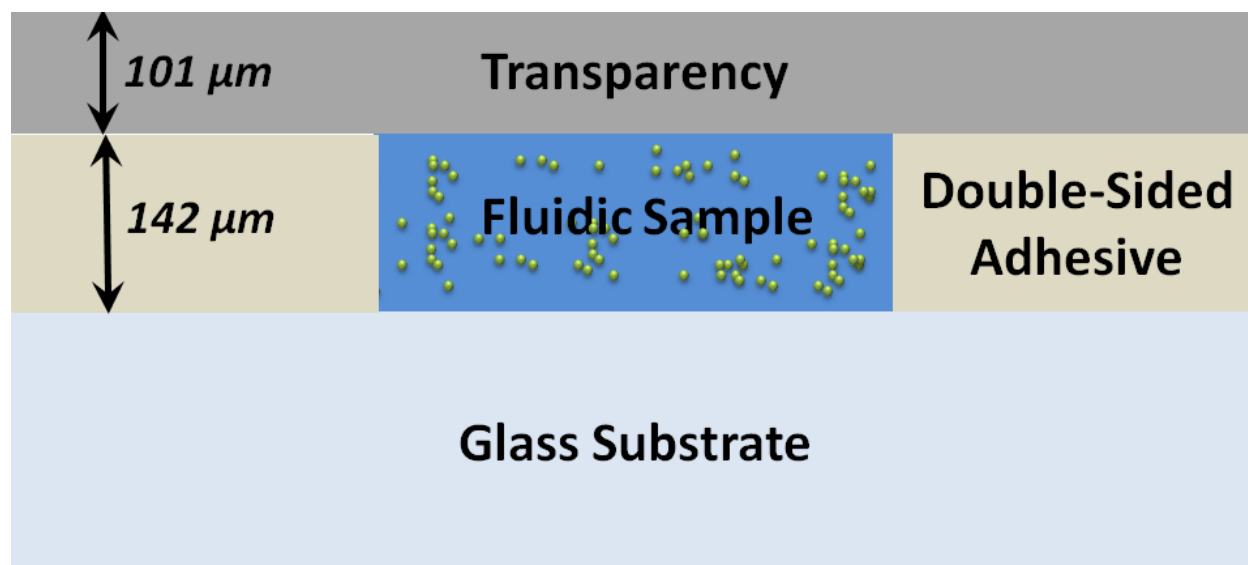 101 μm
Transparency
142 μm
Fluidic Sample
Double-Sided
Adhesive
Glass Substrate